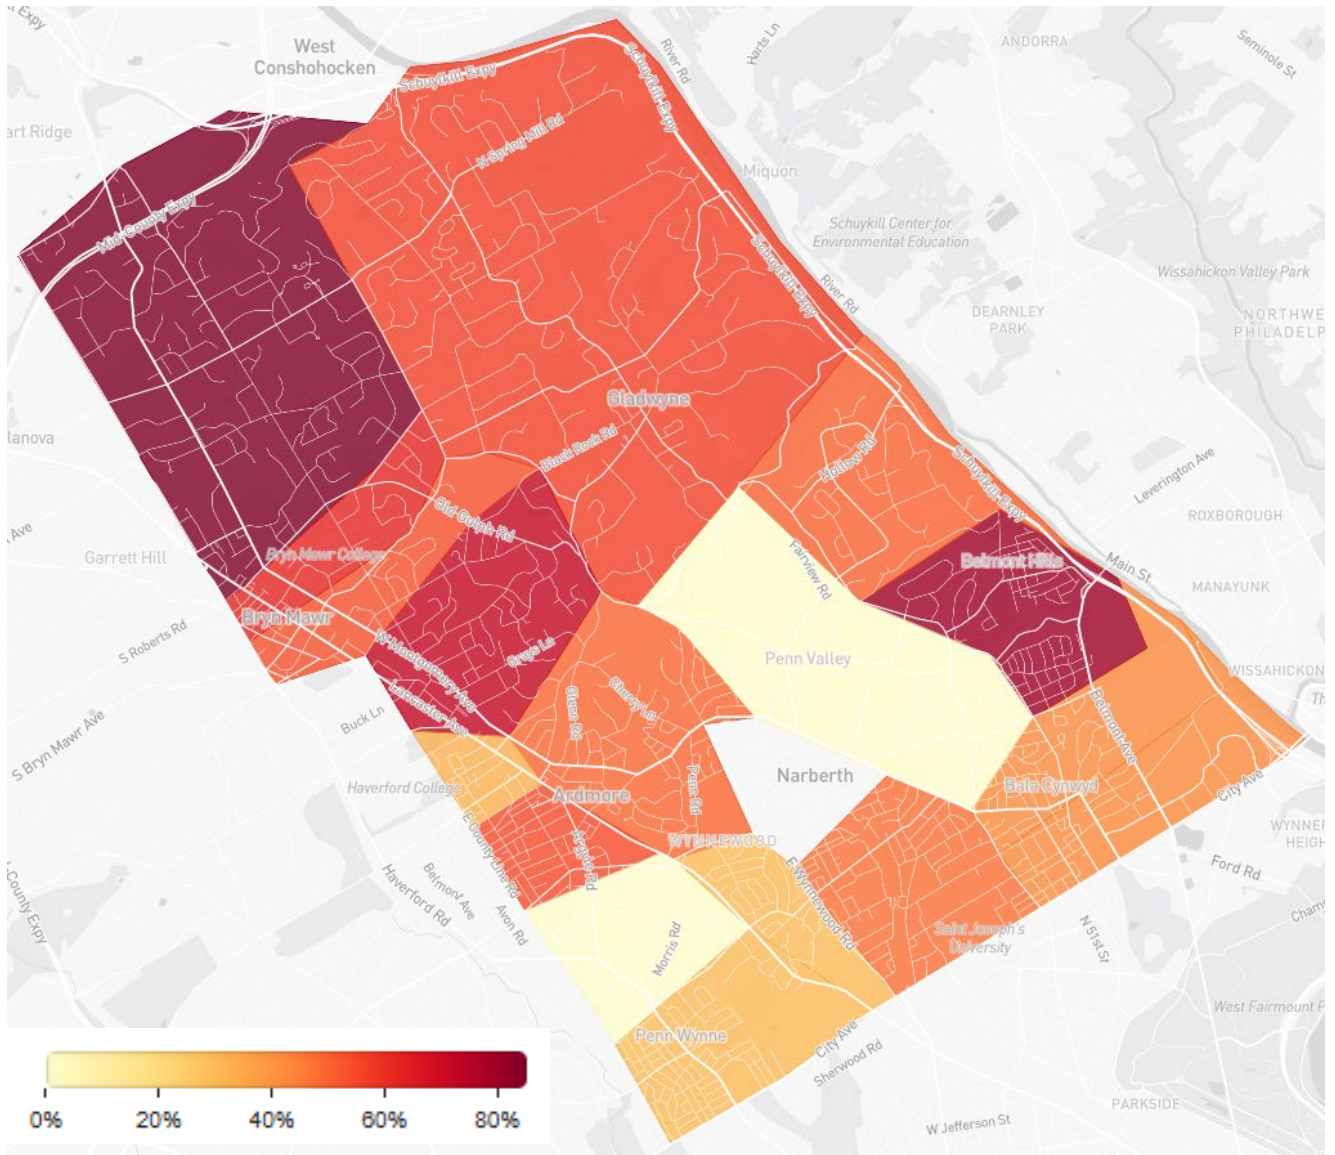 t Expy
West
Conshohocken
Schuylkill-Expy
Schuylkill-Expy
River Rd
Harts Ln
ANDORRA
Seminole St
art Ridge
N-Spring-Mill Rd
Miquon
Mid-County Expy
Schuykill Center for
Environmental Education
Schuylkill-Expy
River Rd
Wissahickon Valley Park
DEARNLEY
PARK
NORTHWE
PHILADELP
Gladwyne
lanova
Black Rock Rd
Hollow Rd
Schuylkill-Expy
Leverington Ave
Ave
Old Gulph Rd
ROXBOROUGH
Garrett Hill
Bryn Mawr College
Fairview Rd
Belmont Hills
Main St
MANAYUNK
Bryn Mawr
S Roberts Rd
W-Montgomery Ave
Grays Ln
Penn Valley
WISSAHICKON
Th
Lancaster Ave
Glenn Rd
Cherry Ln
Buck Ln
Belmont-Ave
S Bryn Mawr Ave
Narberth
Penn Rd
Haverford College
Ardmore
Bala Cynwyd
City Ave
E County Line Rd
Argyle Rd
WYNNEWOOD
WYNNER
HEIGH
E Wynnewood Rd
Ford Rd
Haverford Rd
Belmont Ave
County Expy
Avon Rd
Morris Rd
Saint Joseph's
University
N 51st St
Cham
West Fairmount P
Penn Wynne
City Ave
Sherwood Rd
PARKSIDE
W Jefferson St
0%
20%
40%
60%
80%